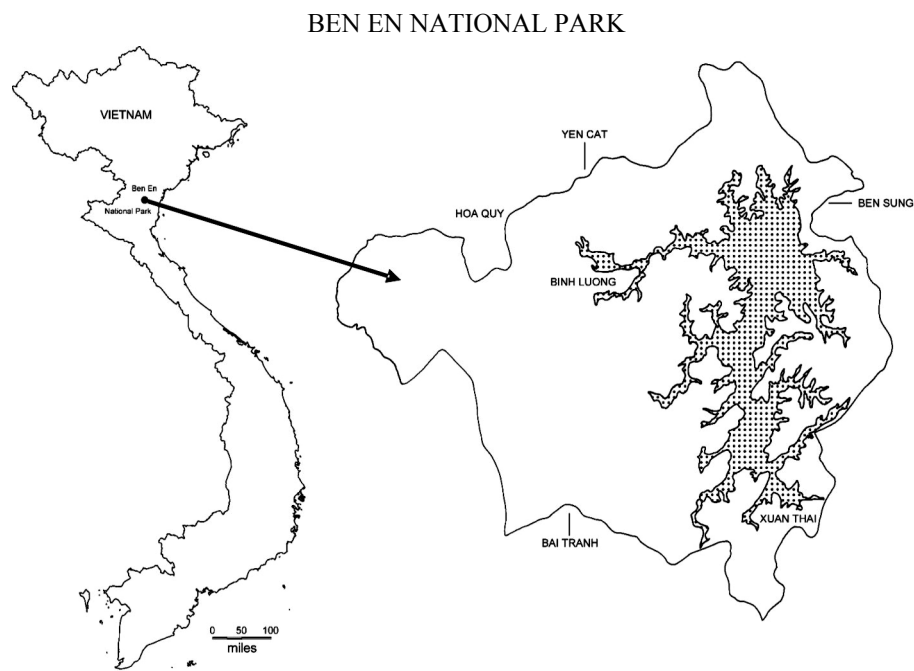 BEN EN NATIONAL PARK
VIETNAM
Ben En
National Park
0 50 100
miles
YEN CAT
HOA QUY
BEN SUNG
BINH LUONG
XUAN THAI
BAI TRANH